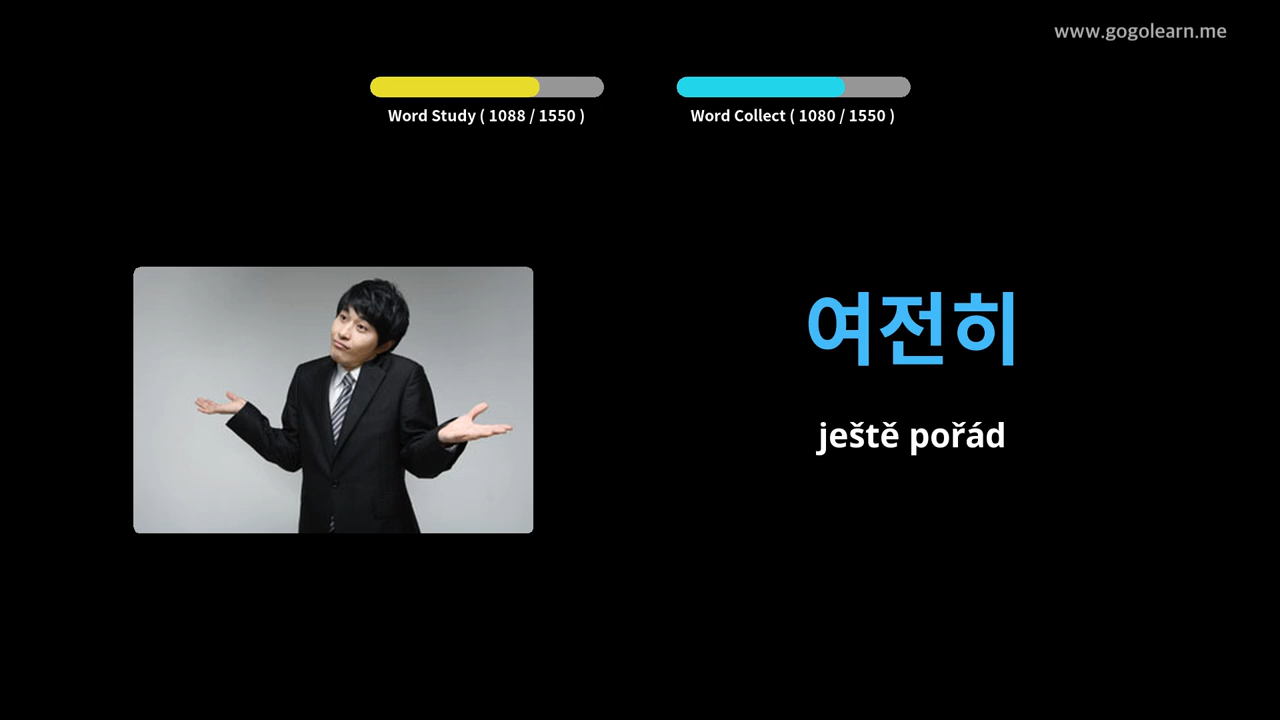 www.gogolearn.me
Word Study ( 1088 / 1550 )
Word Collect ( 1080 / 1550 )
여전히
ještě pořád